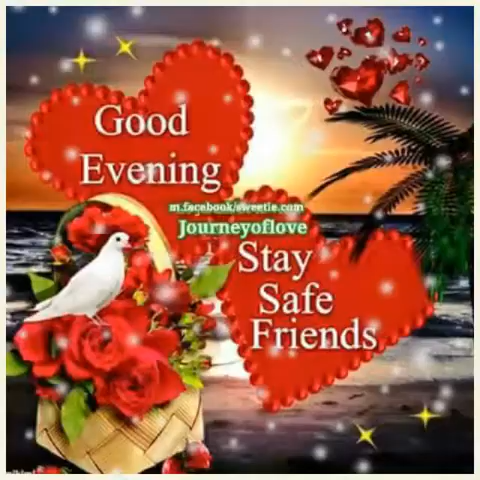 Good
Evening
m.facebook/sweetie.com
Journeyoflove
Stay
Safe
Friends